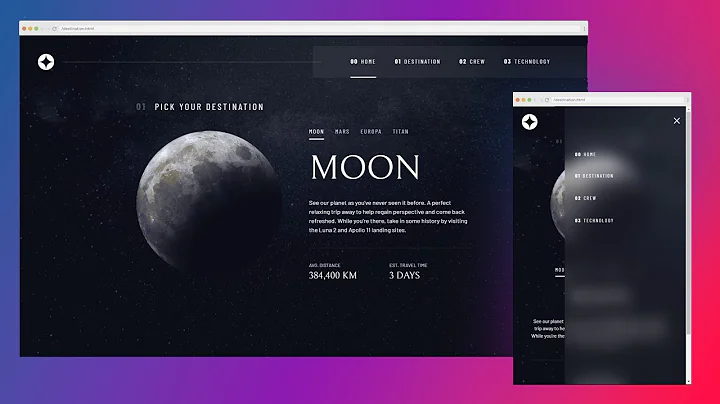 /destination.html
00 HOME
01 DESTINATION
02 CREW
03 TECHNOLOGY
01 PICK YOUR DESTINATION
MOON
MARS
EUROPA
TITAN
MOON
See our planet as you've never seen it before. A perfect
relaxing trip away to help regain perspective and come back
refreshed. While you're there, take in some history by visiting
the Luna 2 and Apollo 11 landing sites.
AVG. DISTANCE
384,400 KM
EST. TRAVEL TIME
3 DAYS
/destination.html
00 HOME
01 DESTINATION
02 CREW
03 TECHNOLOGY
See our planet
trip away to he
While you're the